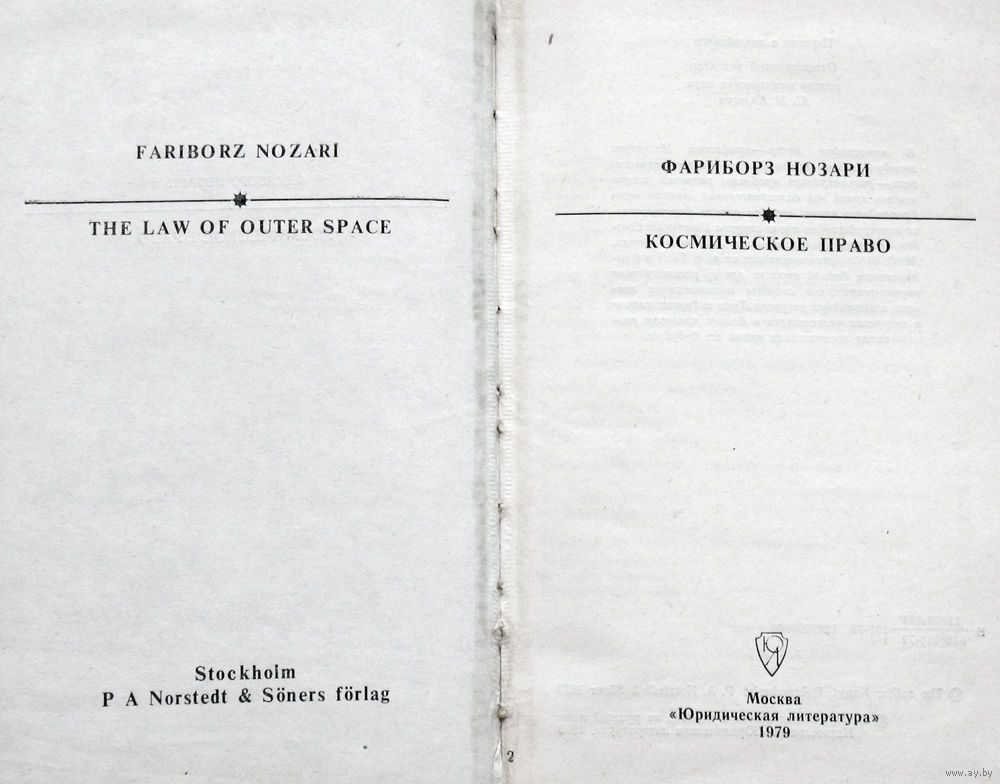 FARIBORZ NOZARI
THE LAW OF OUTER SPACE
Stockholm
P A Norstedt & Söners förlag
2
ФАРИБОРЗ НОЗАРИ
КОСМИЧЕСКОЕ ПРАВО
Москва
«Юридическая литература»
1979
www.ay.by